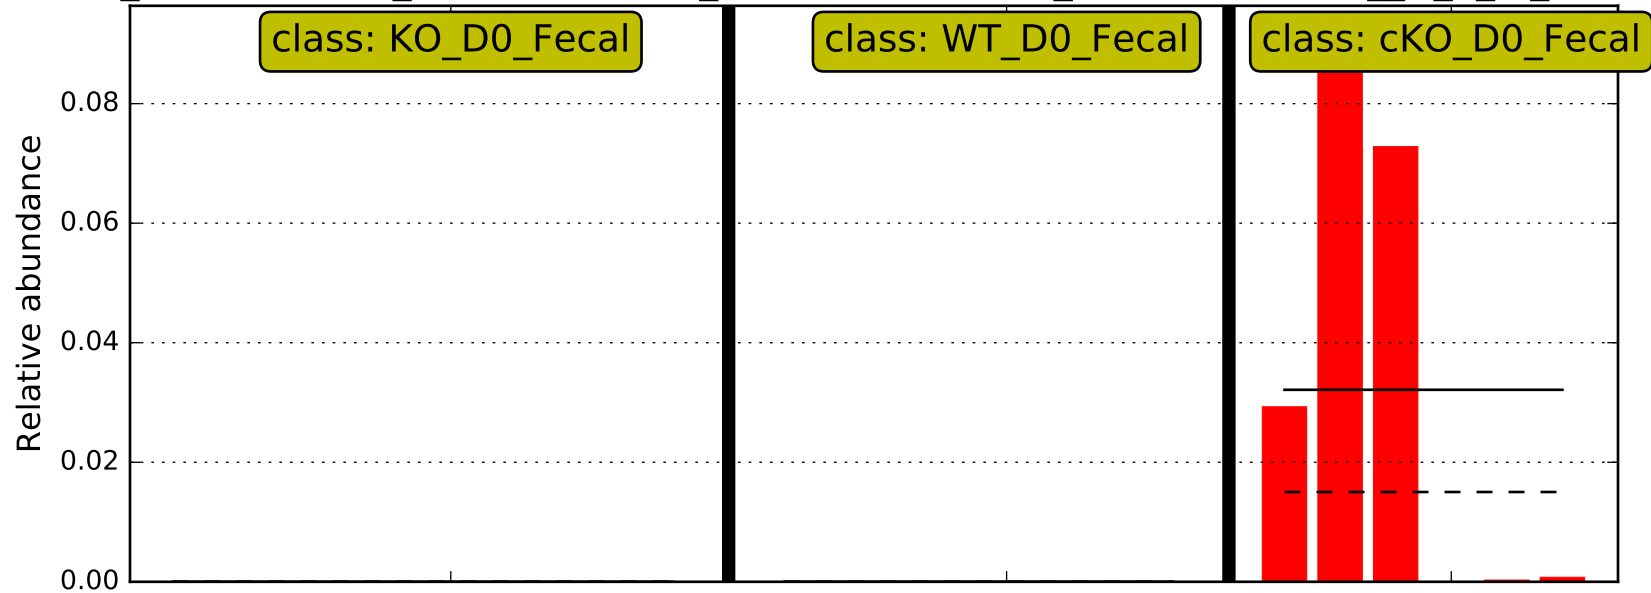 class: KO_D0_Fecal
class: WT_D0_Fecal
class: cKO_D0_Fecal
Relative abundance
0.08
0.06
0.04
0.02
0.00